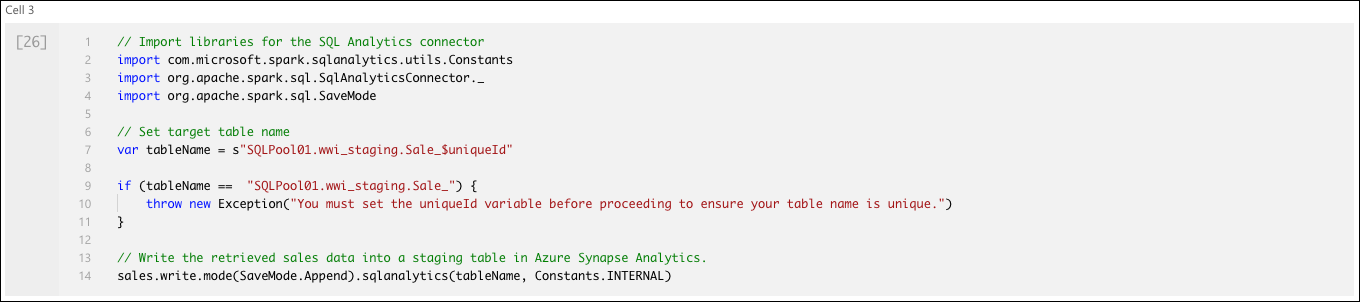 Cell 3
[26]
1 // Import libraries for the SQL Analytics connector
2 import com.microsoft.spark.sqlanalytics.utils.Constants
3 import org.apache.spark.sql.SqlAnalyticsConnector._
4 import org.apache.spark.sql.SaveMode
5
6 // Set target table name
7 var tableName = s"SQLPool01.wwi_staging.Sale_$uniqueId"
8
9 if (tableName ==  "SQLPool01.wwi_staging.Sale_") {
10     throw new Exception("You must set the uniqueId variable before proceeding to ensure your table name is unique.")
11 }
12
13 // Write the retrieved sales data into a staging table in Azure Synapse Analytics.
14 sales.write.mode(SaveMode.Append).sqlanalytics(tableName, Constants.INTERNAL)